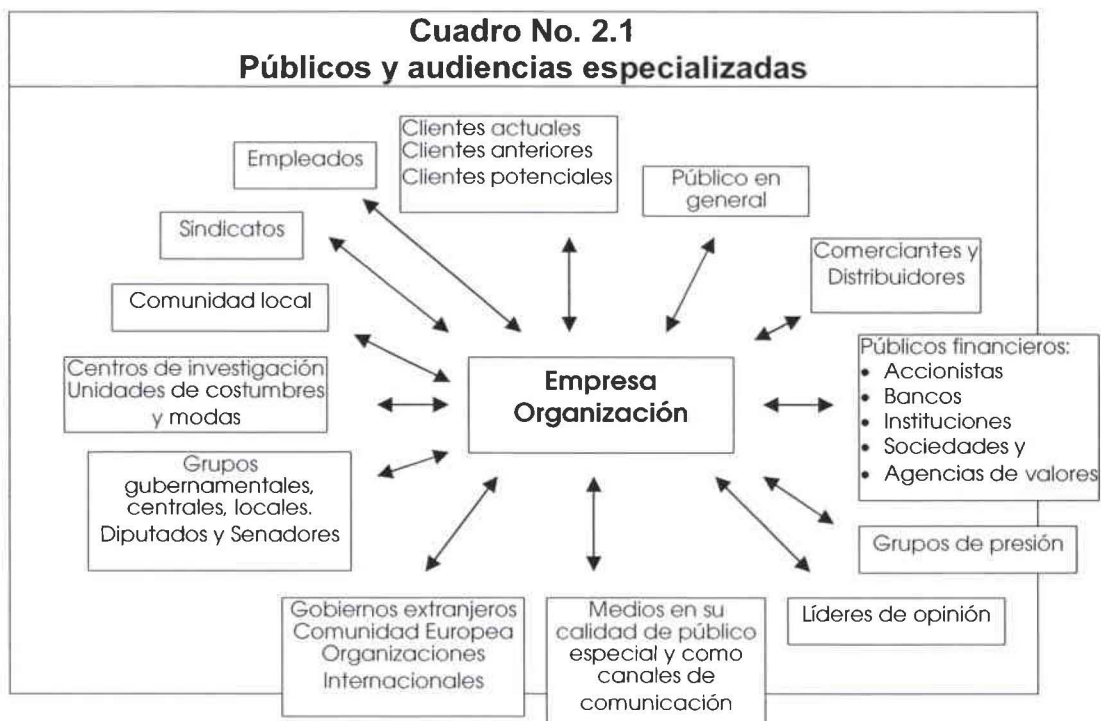 Cuadro No. 2.1
Públicos y audiencias especializadas
Clientes actuales
Clientes anteriores
Clientes potenciales
Empleados
Público en
general
Sindicatos
Comerciantes y
Distribuidores
Comunidad local
Públicos financieros:
• Accionistas
• Bancos
• Instituciones
• Sociedades y
• Agencias de valores
Centros de investigación
Unidades de costumbres
y modas
Empresa
Organización
Grupos
gubernamentales,
centrales, locales.
Diputados y Senadores
Grupos de presión
Gobiernos extranjeros
Comunidad Europea
Organizaciones
Internacionales
Medios en su
calidad de público
especial y como
canales de
comunicación
Líderes de opinión